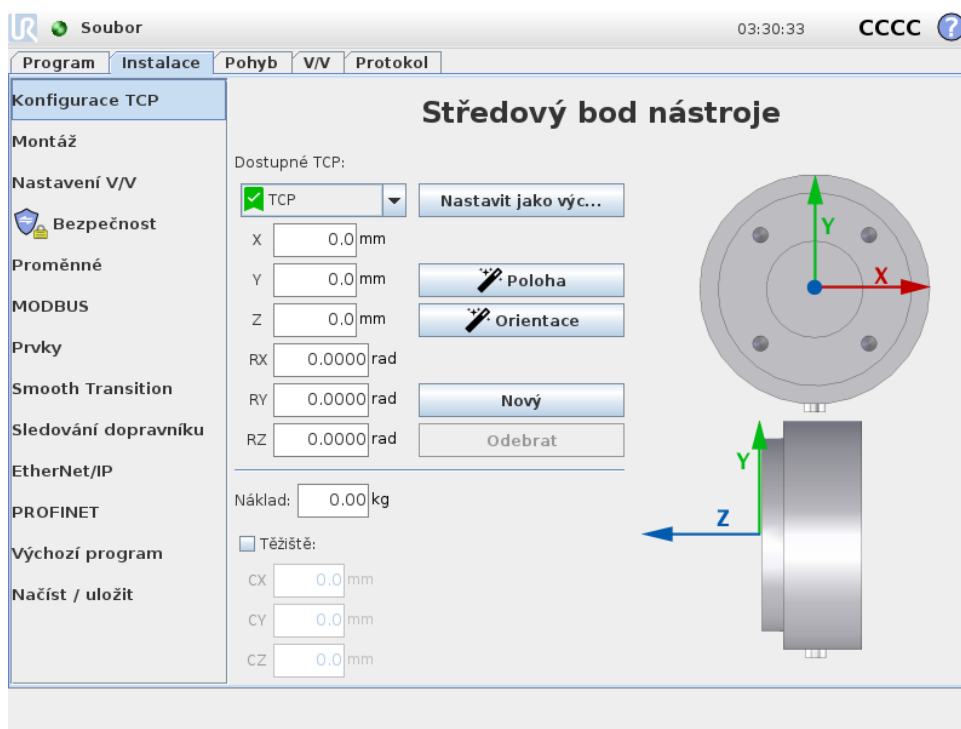 UR Soubor 03:30:33 CCCC ?
Program Instalace Pohyb V/V Protokol
Konfigurace TCP
Montáž
Nastavení V/V
Bezpečnost
Proměnné
MODBUS
Prvky
Smooth Transition
Sledování dopravníku
EtherNet/IP
PROFINET
Výchozí program
Načíst / uložit
Středový bod nástroje
Dostupné TCP:
TCP Nastavit jako výc...
X 0.0 mm
Y 0.0 mm Poloha
Z 0.0 mm Orientace
RX 0.0000 rad
RY 0.0000 rad Nový
RZ 0.0000 rad Odebrat
Náklad: 0.00 kg
Těžiště:
CX 0.0 mm
CY 0.0 mm
CZ 0.0 mm
Y
X
Y
Z